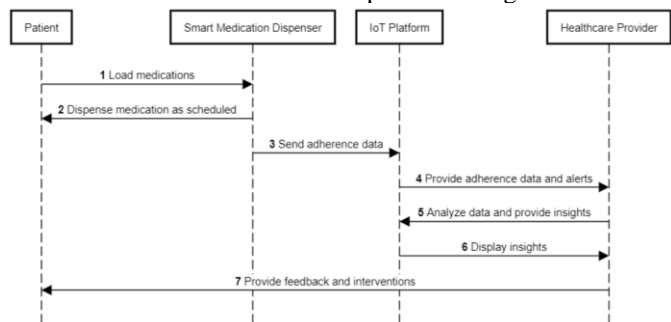 Patient
Smart Medication Dispenser
IoT Platform
Healthcare Provider
1 Load medications
2 Dispense medication as scheduled
3 Send adherence data
4 Provide adherence data and alerts
5 Analyze data and provide insights
6 Display insights
7 Provide feedback and interventions